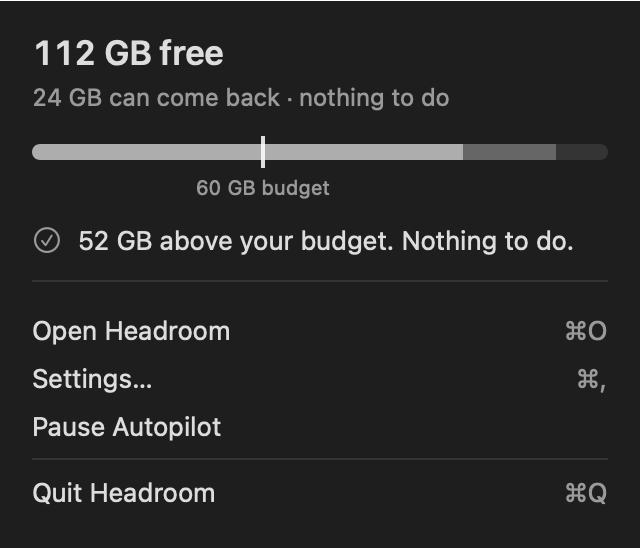 112 GB free
24 GB can come back · nothing to do
60 GB budget
52 GB above your budget. Nothing to do.
Open Headroom ⌘O
Settings... ⌘,
Pause Autopilot
Quit Headroom ⌘Q